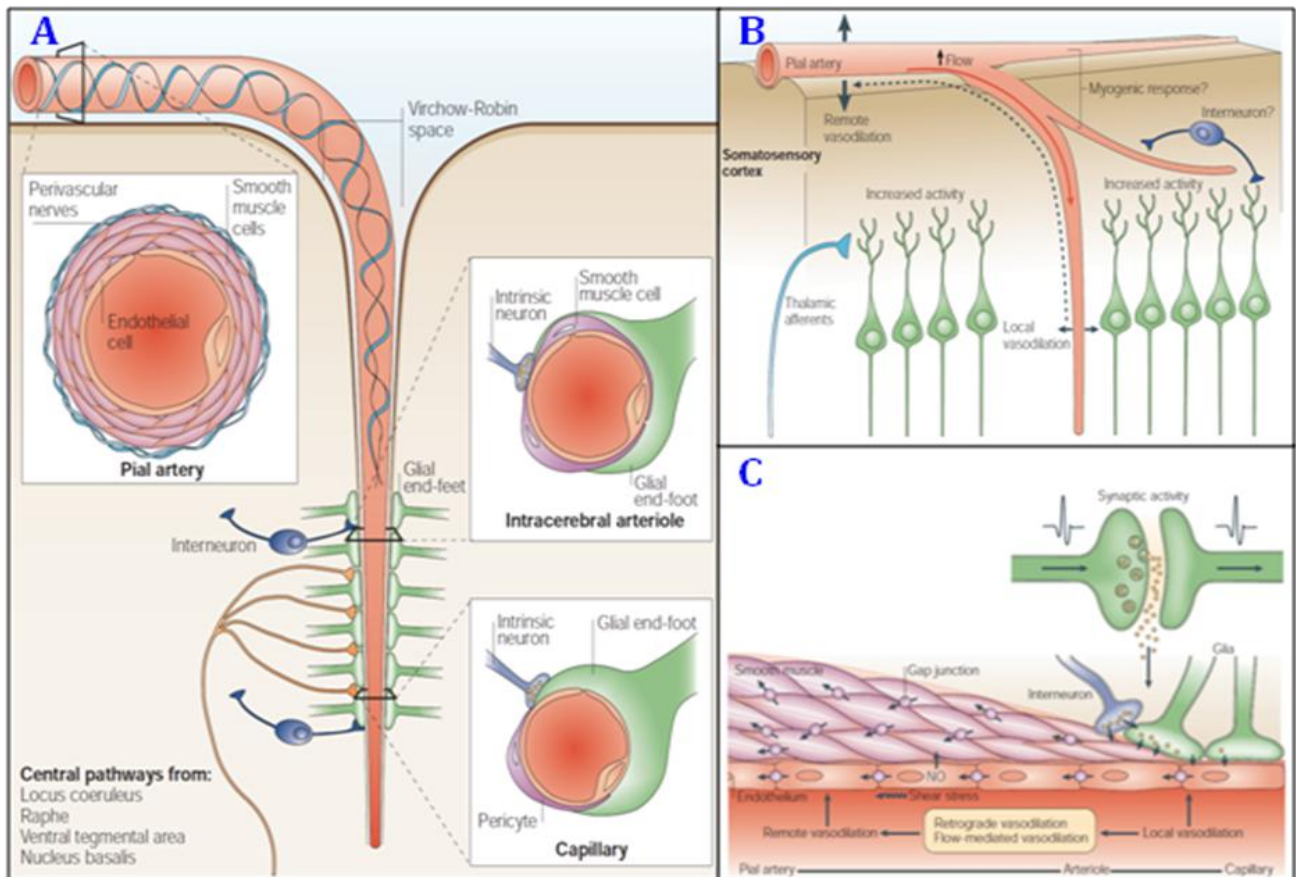 A
Virchow-Robin
space
Perivascular
nerves
Smooth
muscle
cells
Endothelial
cell
Pial artery
Intrinsic
neuron
Smooth
muscle cell
Glial
end-foot
Intracerebral arteriole
Glial
end-feet
Interneuron
Intrinsic
neuron
Glial end-foot
Pericyte
Capillary
Central pathways from:
Locus coeruleus
Raphe
Ventral tegmental area
Nucleus basalis
B
Pial artery
Flow
Myogenic response?
Remote
vasodilation
Interneuron?
Somatosensory
cortex
Increased activity
Increased activity
Thalamic
afferents
Local
vasodilation
C
Synaptic activity
Smooth muscle
Gap junction
Interneuron
Glia
NO
Endothelium
Shear stress
Remote vasodilation
Retrograde vasodilation
Flow-mediated vasodilation
Local vasodilation
Pial artery
Arteriole
Capillary